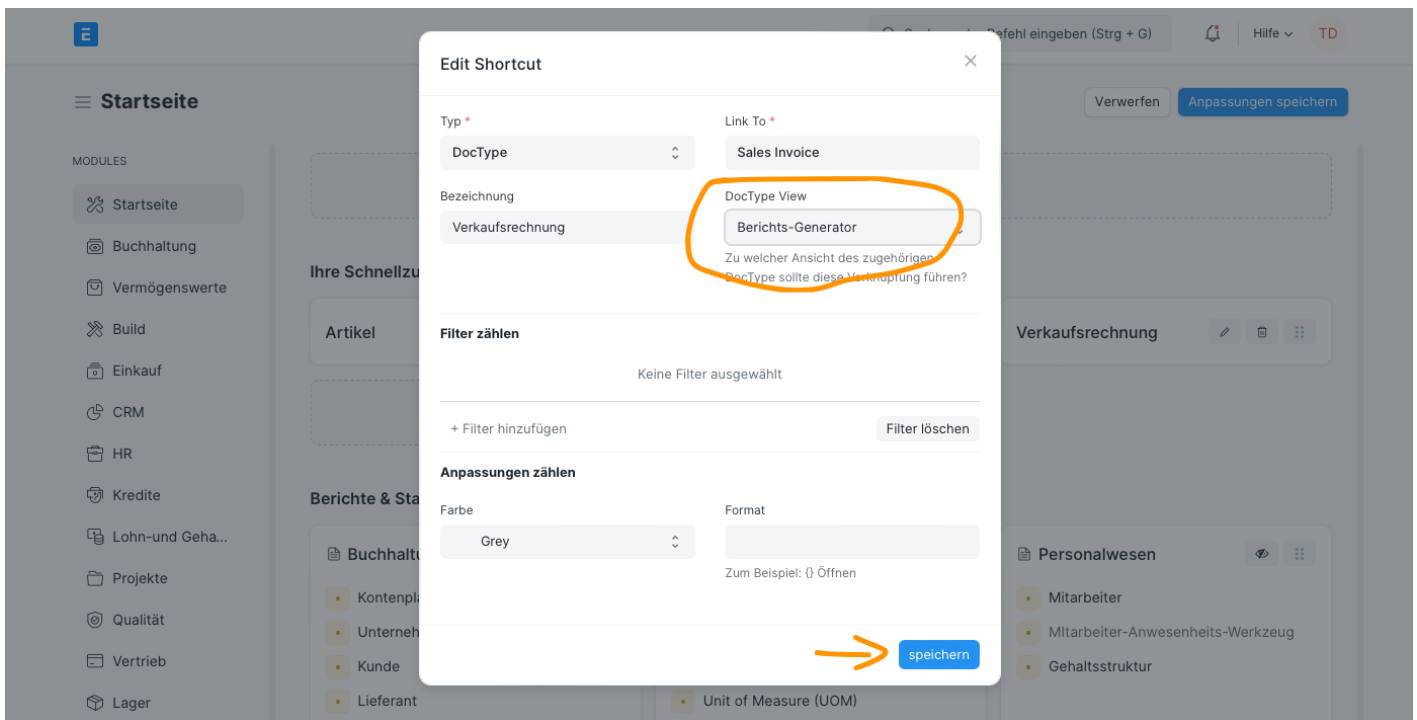 Befehl eingeben (Strg + G)
Hilfe
TD
Startseite
Verwerfen
Anpassungen speichern
MODULES
Startseite
Buchhaltung
Vermögenswerte
Build
Einkauf
CRM
HR
Kredite
Lohn-und Geha...
Projekte
Qualität
Vertrieb
Lager
Ihre Schnellzu
Artikel
Verkaufsrechnung
Berichte & Sta
Buchhaltu
Kontenpla
Unterneh
Kunde
Lieferant
Unit of Measure (UOM)
Personalwesen
Mitarbeiter
MItarbeiter-Anwesenheits-Werkzeug
Gehaltsstruktur
Edit Shortcut
Typ *
DocType
Link To *
Sales Invoice
Bezeichnung
Verkaufsrechnung
DocType View
Berichts-Generator
Zu welcher Ansicht des zugehörigen
DocType sollte diese Verknüpfung führen?
Filter zählen
Keine Filter ausgewählt
+ Filter hinzufügen
Filter löschen
Anpassungen zählen
Farbe
Grey
Format
Zum Beispiel: {} Öffnen
speichern